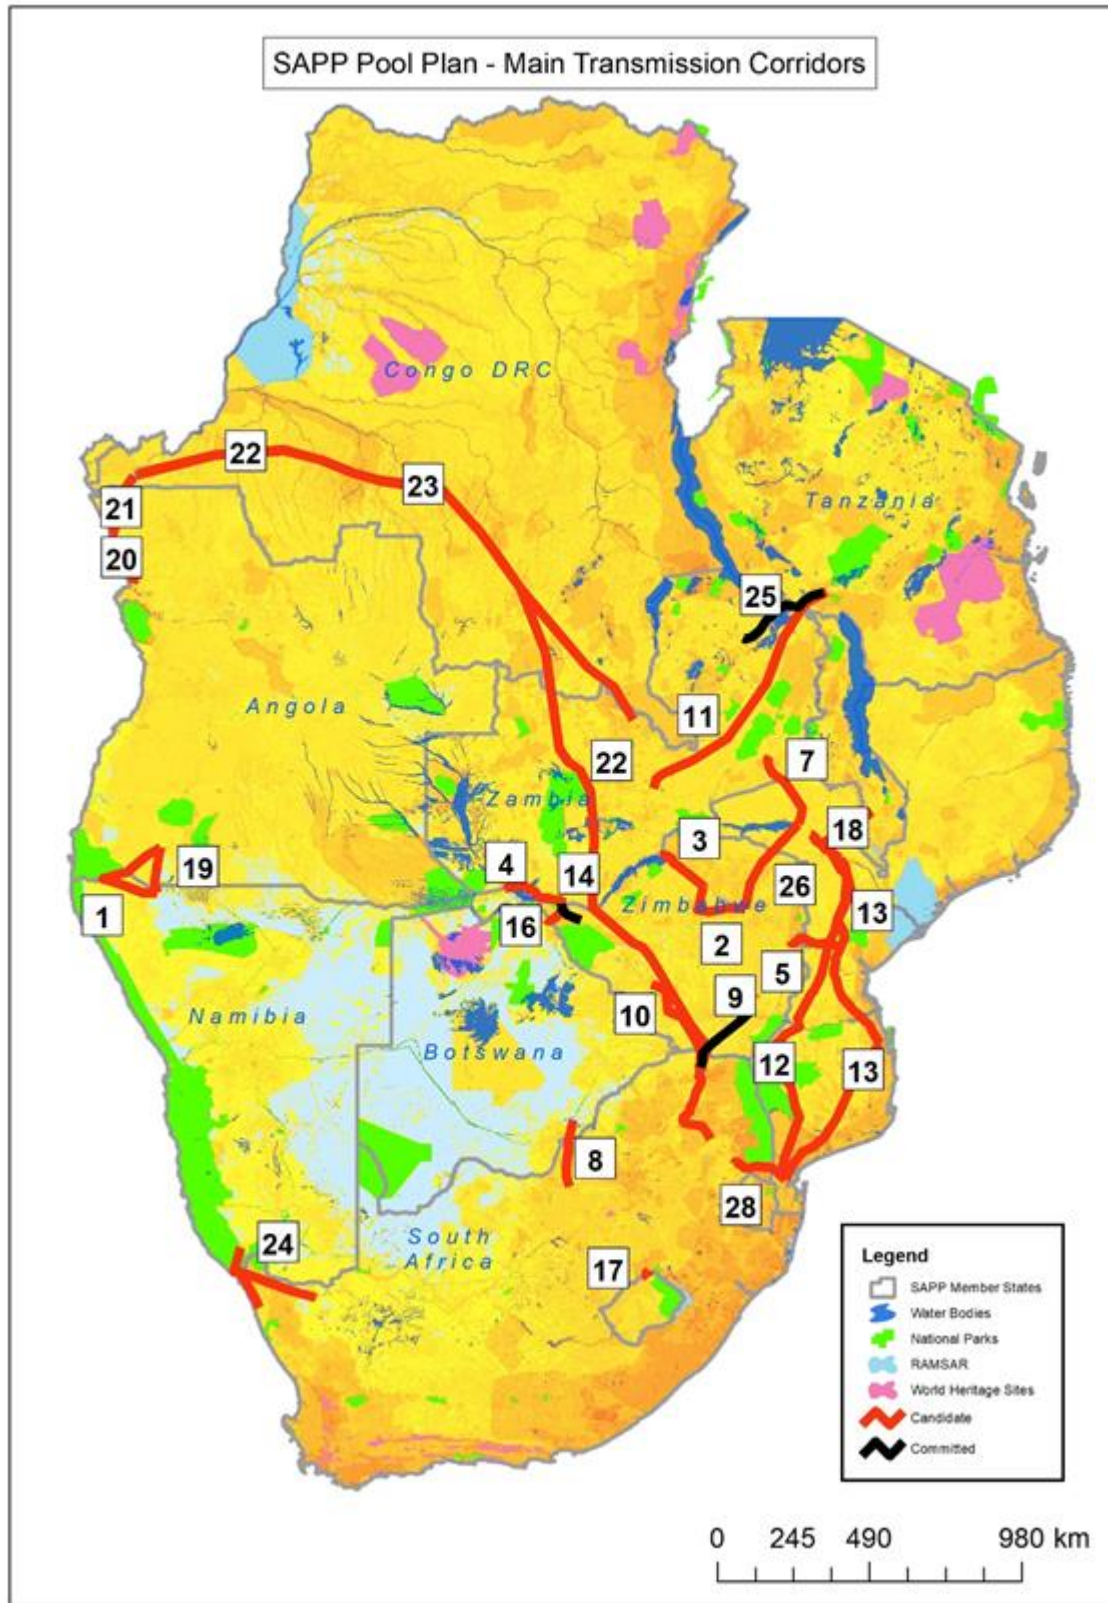 SAPP Pool Plan - Main Transmission Corridors
Congo DRC
22
23
21
Tanzania
20
25
Angola
11
22
7
Zambia
3
18
19
4
14
26
Zimbabwe
1
16
13
2
5
9
Namibia
10
Botswana
12
13
8
28
24
South
Africa
17
Legend
SAPP Member States
Water Bodies
National Parks
RAMSAR
World Heritage Sites
Candidate
Committed
0 245 490 980 km